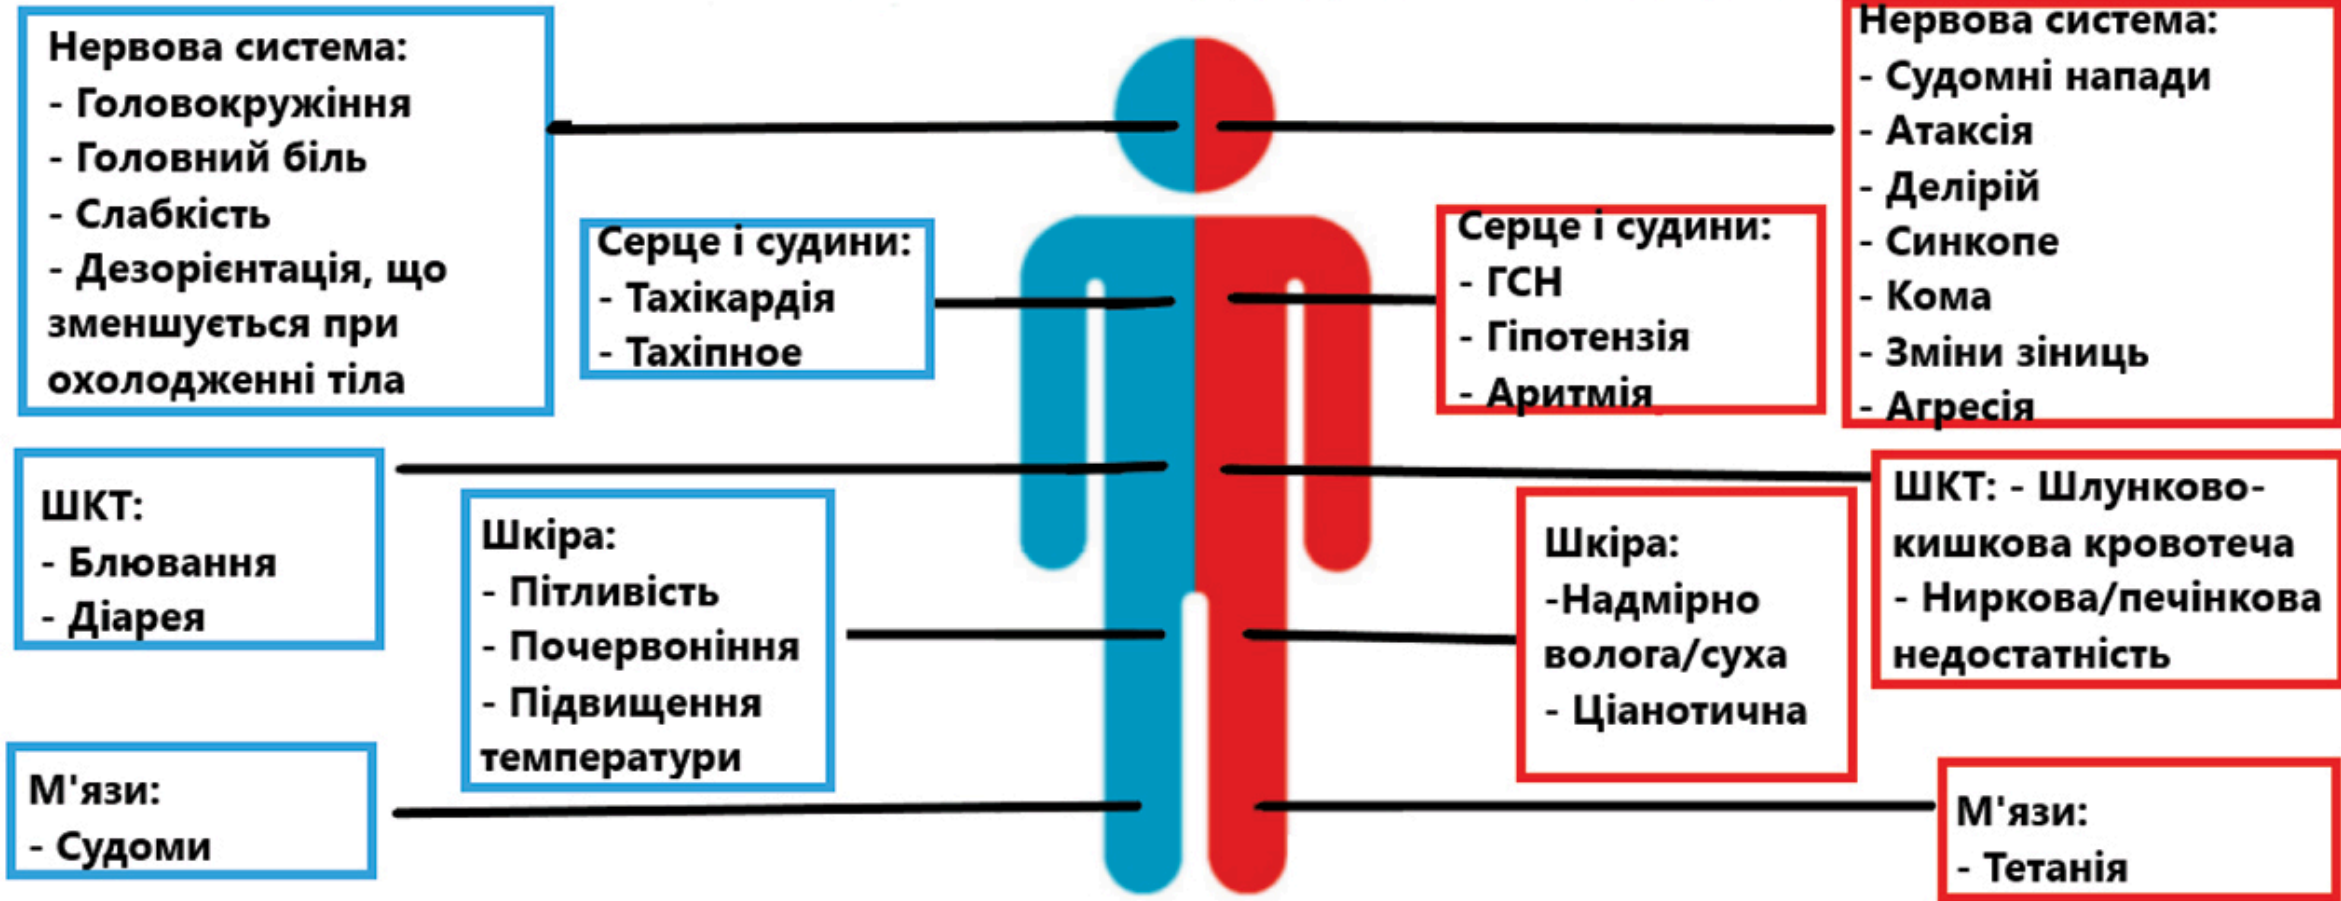 Нервова система:
- Головокружіння
- Головний біль
- Слабкість
- Дезорієнтація, що
зменшується при
охолодженні тіла
Серце і судини:
- Тахікардія
- Тахіпное
ШКТ:
- Блювання
- Діарея
Шкіра:
- Пітливість
- Почервоніння
- Підвищення
температури
М'язи:
- Судоми
Нервова система:
- Судомні напади
- Атаксія
- Делірій
- Синкопе
- Кома
- Зміни зіниць
- Агресія
Серце і судини:
- ГСН
- Гіпотензія
- Аритмія
ШКТ: - Шлунково-
кишкова кровотеча
- Ниркова/печінкова
недостатність
Шкіра:
-Надмірно
волога/суха
- Ціанотична
М'язи:
- Тетанія